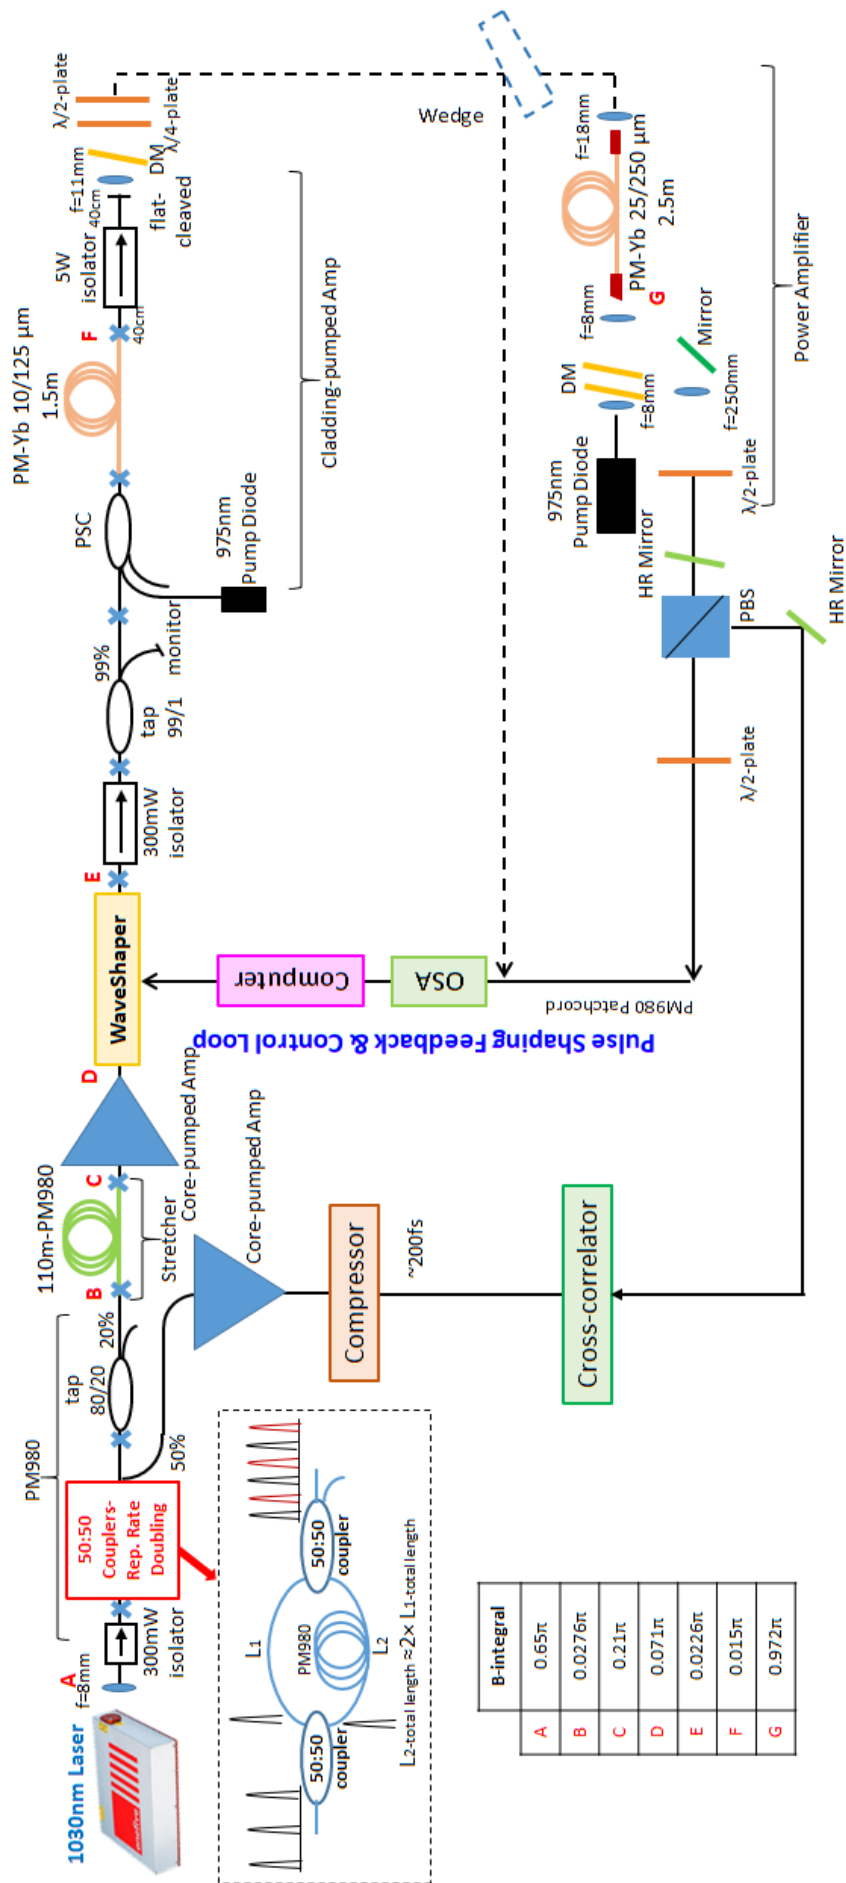 1030nm Laser
onefive
A
f=8mm
300mW
isolator
PM980
50:50
Couplers-
Rep. Rate
Doubling
50%
tap
80/20
20%
B
110m-PM980
C
Stretcher
Core-pumped Amp
D
WaveShaper
E
300mW
isolator
tap
99/1
99%
monitor
PSC
975nm
Pump Diode
PM-Yb 10/125 µm
1.5m
F
40cm
5W
isolator
40cm
flat-
cleaved
f=11mm
DM
λ/4-plate
λ/2-plate
Cladding-pumped Amp
Wedge
f=18mm
PM-Yb 25/250 µm
2.5m
G
f=8mm
DM
f=8mm
975nm
Pump Diode
Mirror
f=250mm
λ/2-plate
Power Amplifier
HR Mirror
PBS
HR Mirror
λ/2-plate
PM980 Patchcord
OSA
Computer
Pulse Shaping Feedback & Control Loop
Core-pumped Amp
Compressor
~200fs
Cross-correlator
50:50
coupler
L1
PM980
L2
50:50
coupler
L2-total length ≈2× L1-total length
B-integral
A 0.65π
B 0.0276π
C 0.21π
D 0.071π
E 0.0226π
F 0.015π
G 0.972π